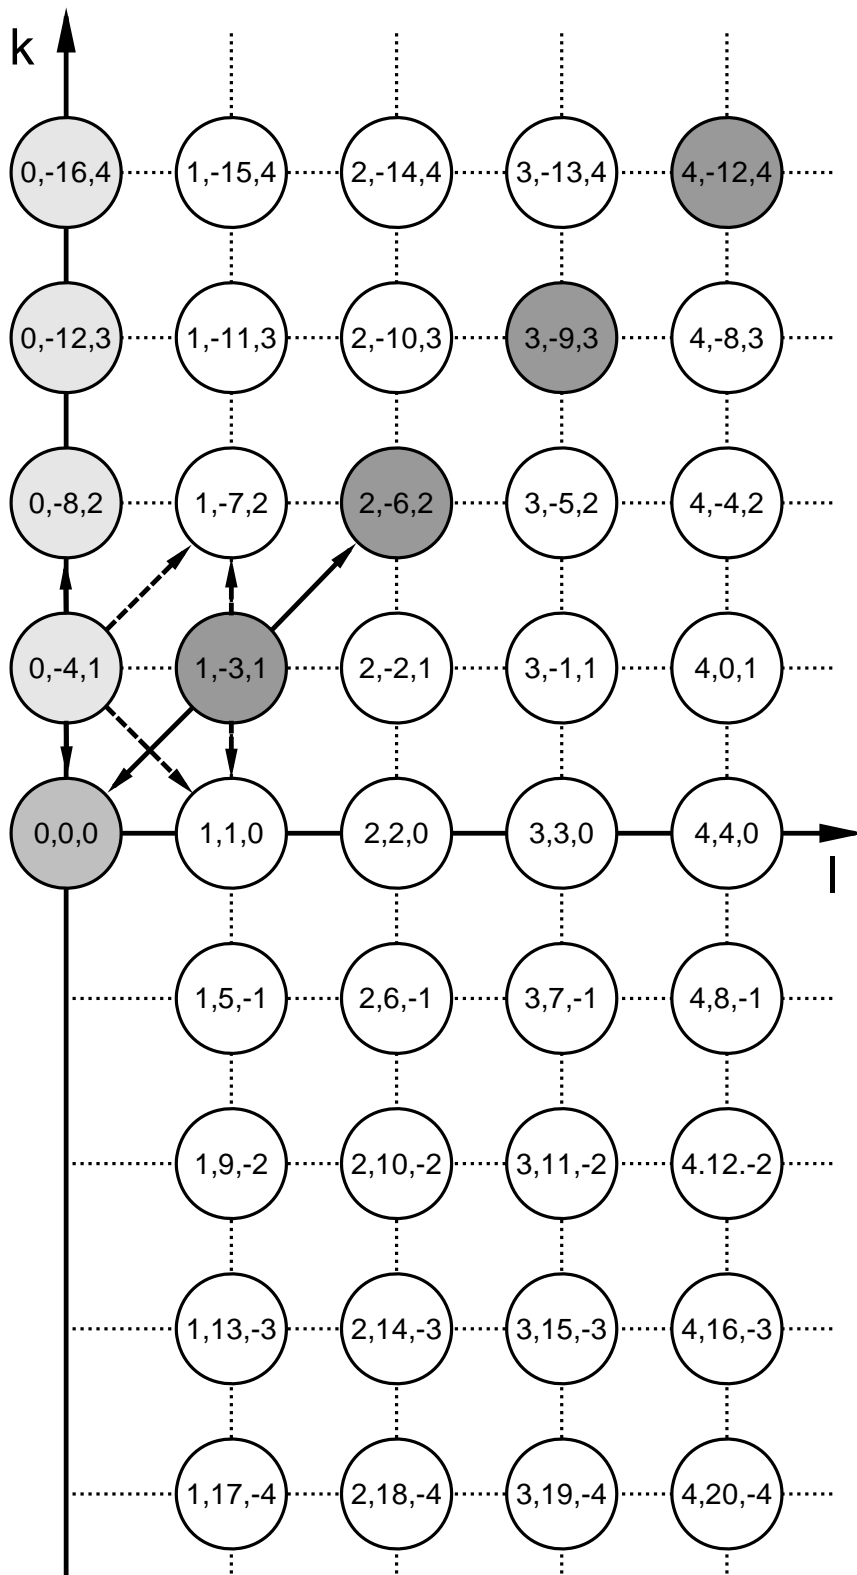 k
0,-16,4 1,-15,4 2,-14,4 3,-13,4 4,-12,4
0,-12,3 1,-11,3 2,-10,3 3,-9,3 4,-8,3
0,-8,2 1,-7,2 2,-6,2 3,-5,2 4,-4,2
0,-4,1 1,-3,1 2,-2,1 3,-1,1 4,0,1
0,0,0 1,1,0 2,2,0 3,3,0 4,4,0
l
1,5,-1 2,6,-1 3,7,-1 4,8,-1
1,9,-2 2,10,-2 3,11,-2 4.12.-2
1,13,-3 2,14,-3 3,15,-3 4,16,-3
1,17,-4 2,18,-4 3,19,-4 4,20,-4